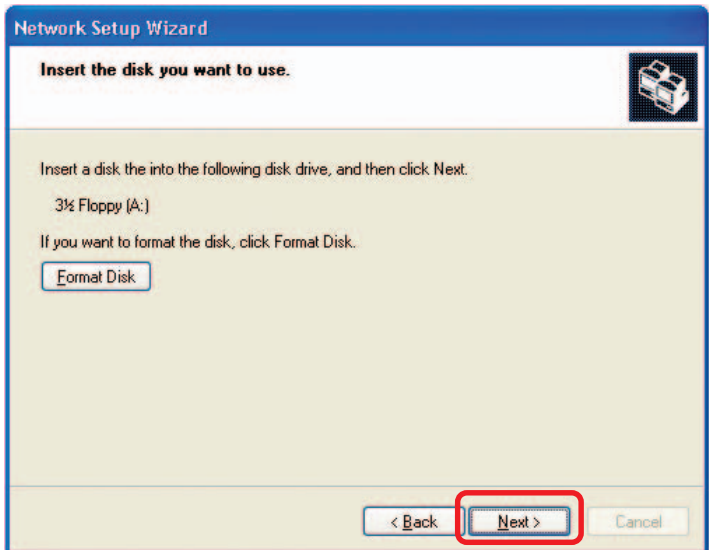 Network Setup Wizard
Insert the disk you want to use.
Insert a disk the into the following disk drive, and then click Next.
3½ Floppy (A:)
If you want to format the disk, click Format Disk.
Format Disk
< Back Next > Cancel